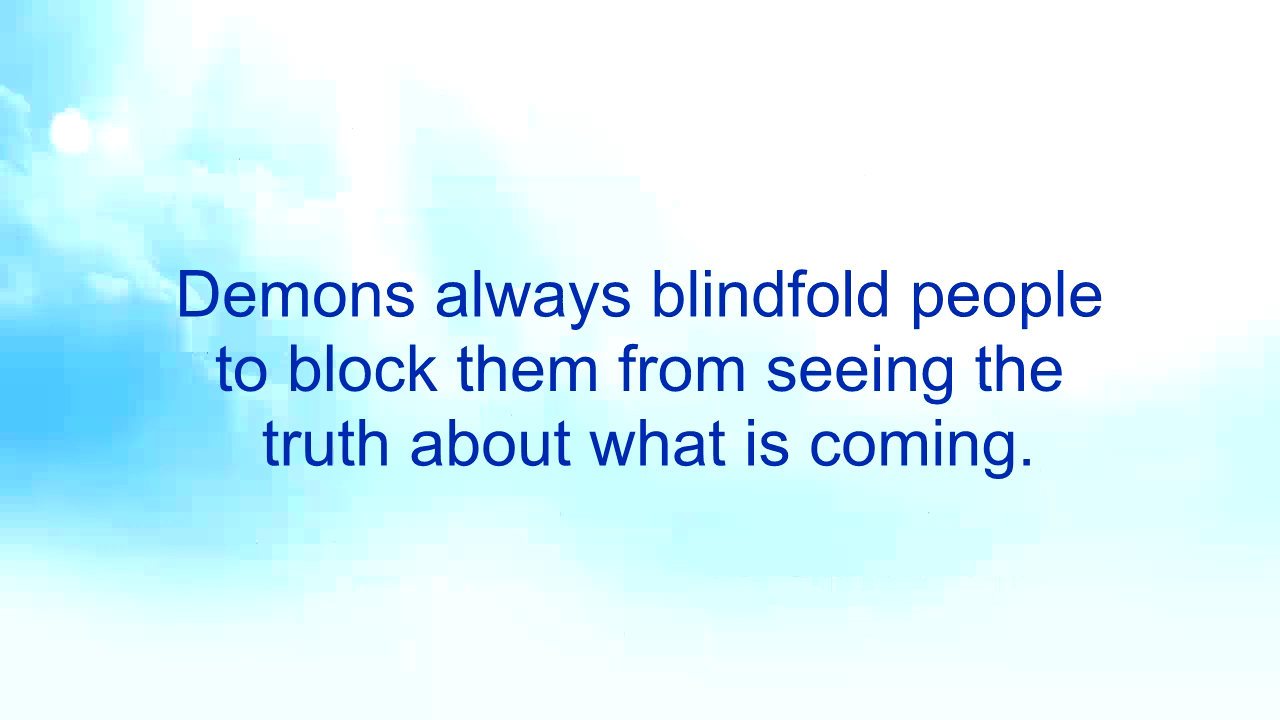 Demons always blindfold people
to block them from seeing the
truth about what is coming.